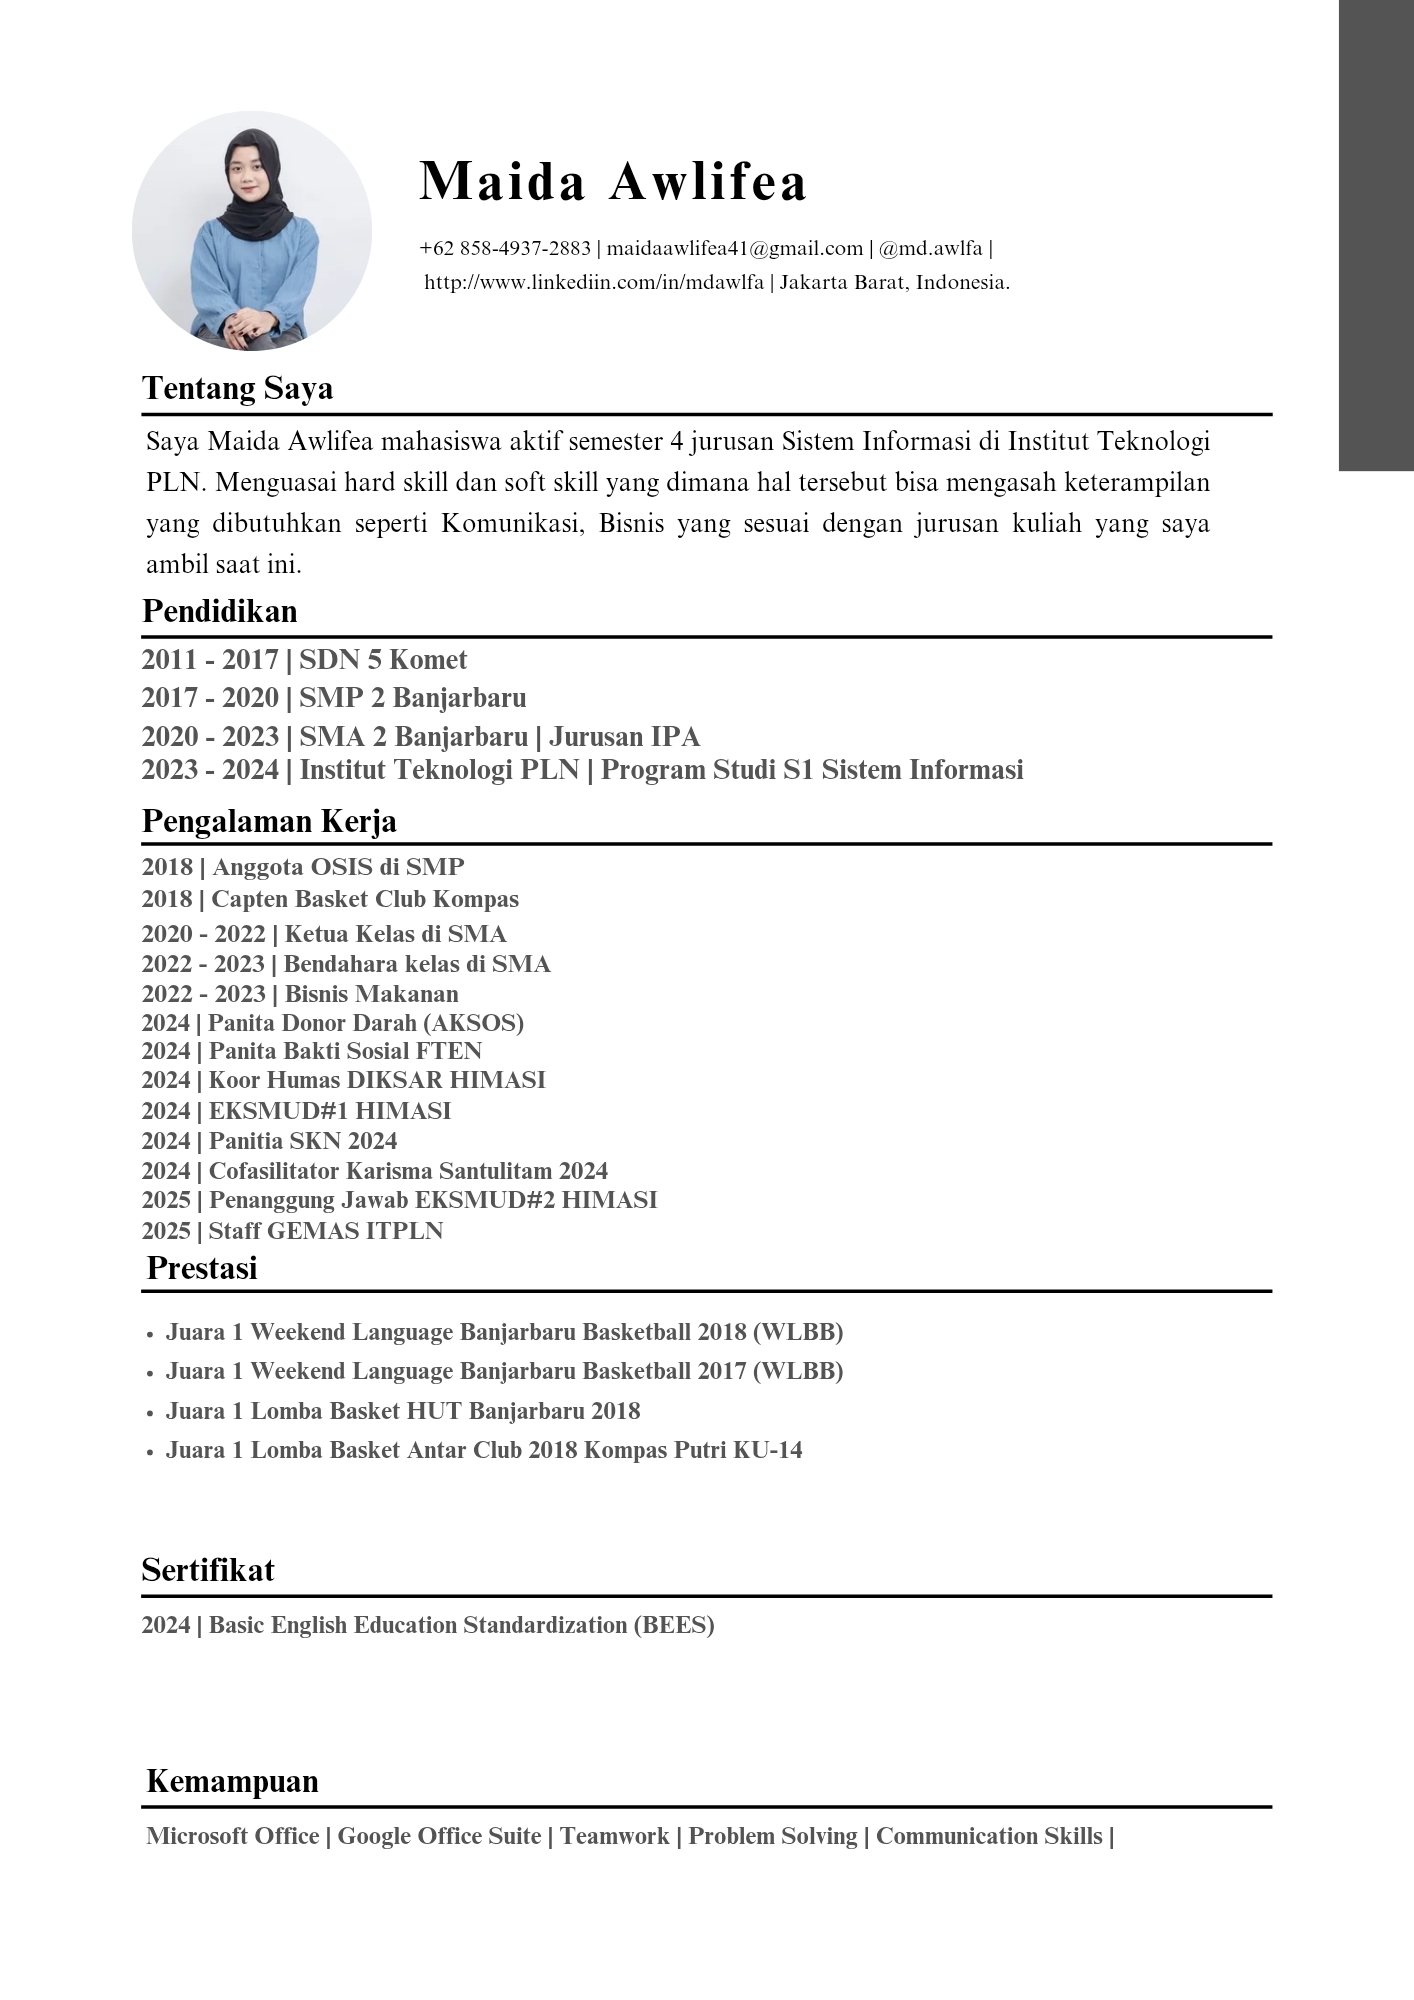 Maida Awlifea
+62 858-4937-2883 | maidaawlifea41@gmail.com | @md.awlfa |
http://www.linkediin.com/in/mdawlfa | Jakarta Barat, Indonesia.
Tentang Saya
Saya Maida Awlifea mahasiswa aktif semester 4 jurusan Sistem Informasi di Institut Teknologi
PLN. Menguasai hard skill dan soft skill yang dimana hal tersebut bisa mengasah keterampilan
yang dibutuhkan seperti Komunikasi, Bisnis yang sesuai dengan jurusan kuliah yang saya
ambil saat ini.
Pendidikan
2011 - 2017 | SDN 5 Komet
2017 - 2020 | SMP 2 Banjarbaru
2020 - 2023 | SMA 2 Banjarbaru | Jurusan IPA
2023 - 2024 | Institut Teknologi PLN | Program Studi S1 Sistem Informasi
Pengalaman Kerja
2018 | Anggota OSIS di SMP
2018 | Capten Basket Club Kompas
2020 - 2022 | Ketua Kelas di SMA
2022 - 2023 | Bendahara kelas di SMA
2022 - 2023 | Bisnis Makanan
2024 | Panita Donor Darah (AKSOS)
2024 | Panita Bakti Sosial FTEN
2024 | Koor Humas DIKSAR HIMASI
2024 | EKSMUD#1 HIMASI
2024 | Panitia SKN 2024
2024 | Cofasilitator Karisma Santulitam 2024
2025 | Penanggung Jawab EKSMUD#2 HIMASI
2025 | Staff GEMAS ITPLN
Prestasi
• Juara 1 Weekend Language Banjarbaru Basketball 2018 (WLBB)
• Juara 1 Weekend Language Banjarbaru Basketball 2017 (WLBB)
• Juara 1 Lomba Basket HUT Banjarbaru 2018
• Juara 1 Lomba Basket Antar Club 2018 Kompas Putri KU-14
Sertifikat
2024 | Basic English Education Standardization (BEES)
Kemampuan
Microsoft Office | Google Office Suite | Teamwork | Problem Solving | Communication Skills |